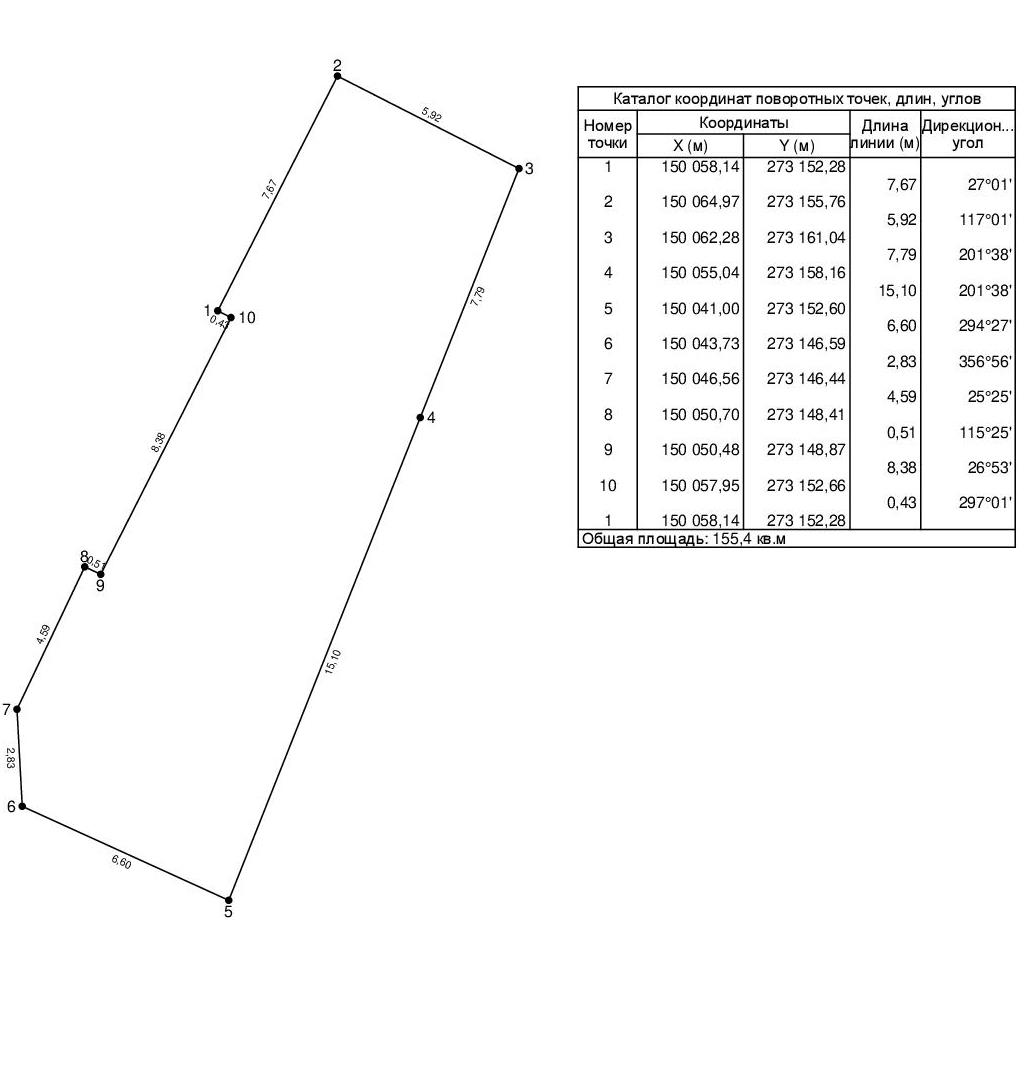 2
5,92
3
7,67
7,79
1
0,43
10
4
8,38
8
0,51
9
4,59
15,10
7
2,83
6
6,60
5
Каталог координат поворотных точек, длин, углов
Номер точки Координаты Длина линии (м) Дирекцион... угол
X (м) Y (м)
1 150 058,14 273 152,28
7,67 27°01'
2 150 064,97 273 155,76
5,92 117°01'
3 150 062,28 273 161,04
7,79 201°38'
4 150 055,04 273 158,16
15,10 201°38'
5 150 041,00 273 152,60
6,60 294°27'
6 150 043,73 273 146,59
2,83 356°56'
7 150 046,56 273 146,44
4,59 25°25'
8 150 050,70 273 148,41
0,51 115°25'
9 150 050,48 273 148,87
8,38 26°53'
10 150 057,95 273 152,66
0,43 297°01'
1 150 058,14 273 152,28
Общая площадь: 155,4 кв.м